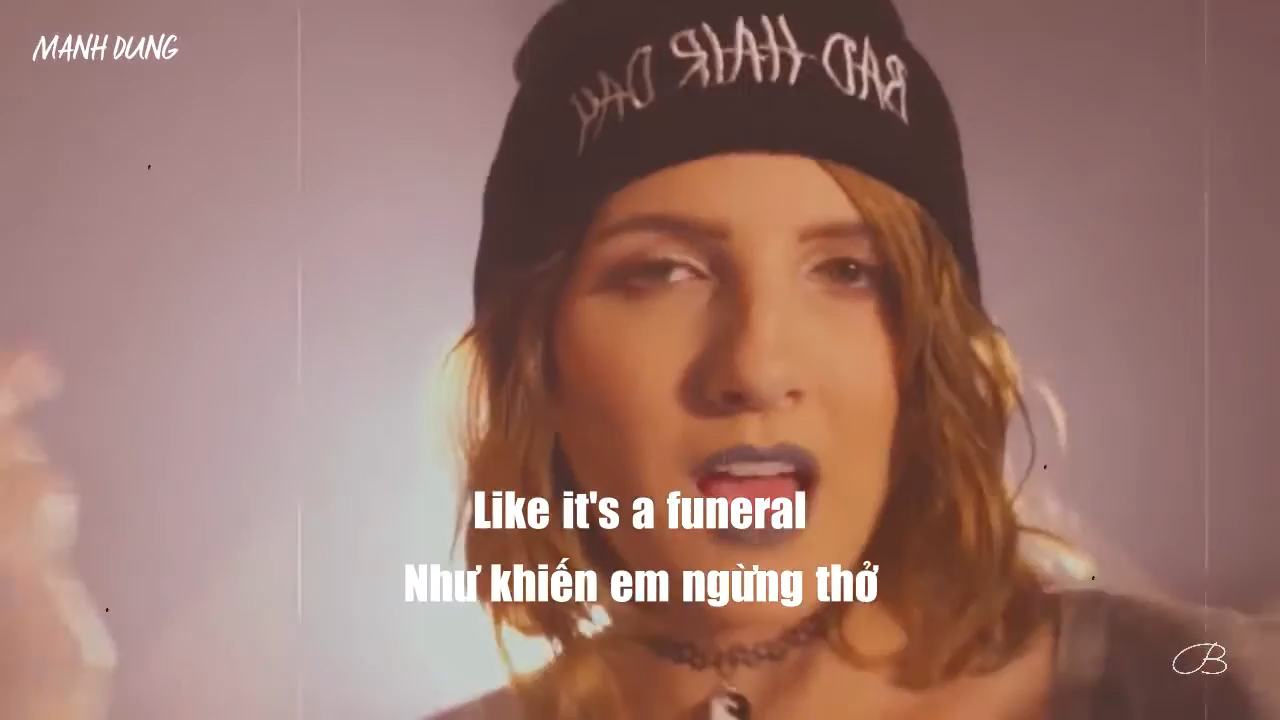 MANH DUNG
BAD HAIR DAY
Like it's a funeral
Như khiến em ngừng thở
B